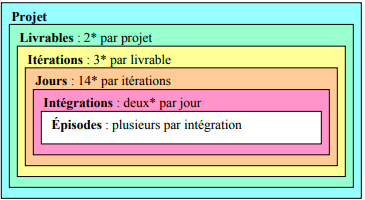 Projet
Livrables : 2* par projet
Itérations : 3* par livrable
Jours : 14* par itérations
Intégrations : deux* par jour
Épisodes : plusieurs par intégration